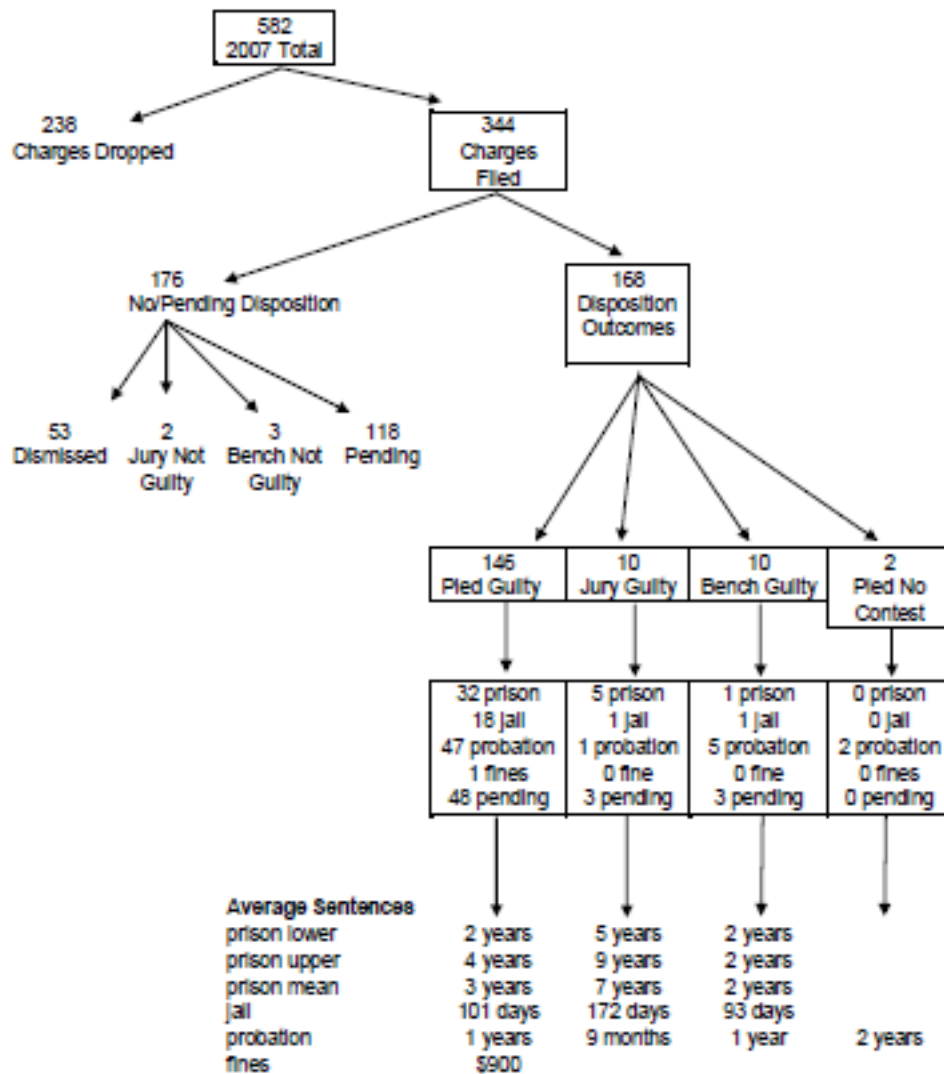 582
2007 Total
238
Charges Dropped
344
Charges
Filed
176
No/Pending Disposition
168
Disposition
Outcomes
53
Dismissed
2
Jury Not
Guilty
3
Bench Not
Guilty
118
Pending
146
Pled Guilty
10
Jury Guilty
10
Bench Guilty
2
Pled No
Contest
32 prison
18 jail
47 probation
1 fines
48 pending
5 prison
1 jail
1 probation
0 fine
3 pending
1 prison
1 jail
5 probation
0 fine
3 pending
0 prison
0 jail
2 probation
0 fines
0 pending
Average Sentences
prison lower 2 years 5 years 2 years
prison upper 4 years 9 years 2 years
prison mean 3 years 7 years 2 years
jail 101 days 172 days 93 days
probation 1 years 9 months 1 year 2 years
fines $900